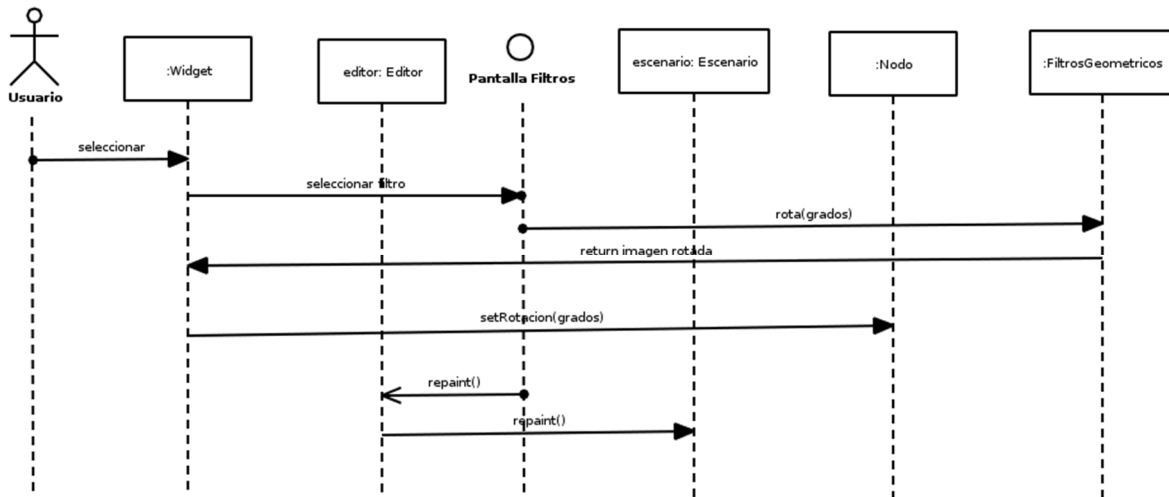 Usuario
:Widget
editor: Editor
Pantalla Filtros
escenario: Escenario
:Nodo
:FiltrosGeometricos
seleccionar
seleccionar filtro
rota(grados)
return imagen rotada
setRotacion(grados)
repaint()
repaint()